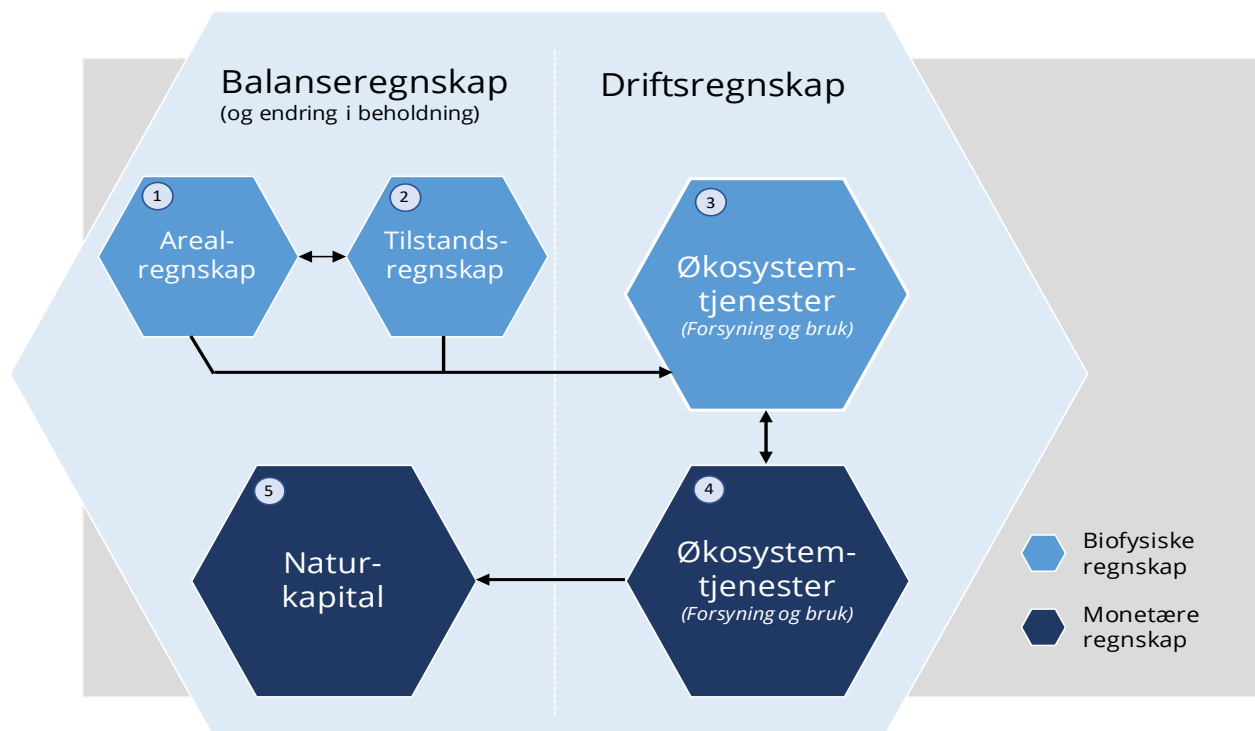 Balanseregnskap
(og endring i beholdning)
Driftsregnskap
1
Areal-
regnskap
2
Tilstands-
regnskap
3
Økosystem-
tjenester
(Forsyning og bruk)
5
Natur-
kapital
4
Økosystem-
tjenester
(Forsyning og bruk)
Biofysiske
regnskap
Monetære
regnskap